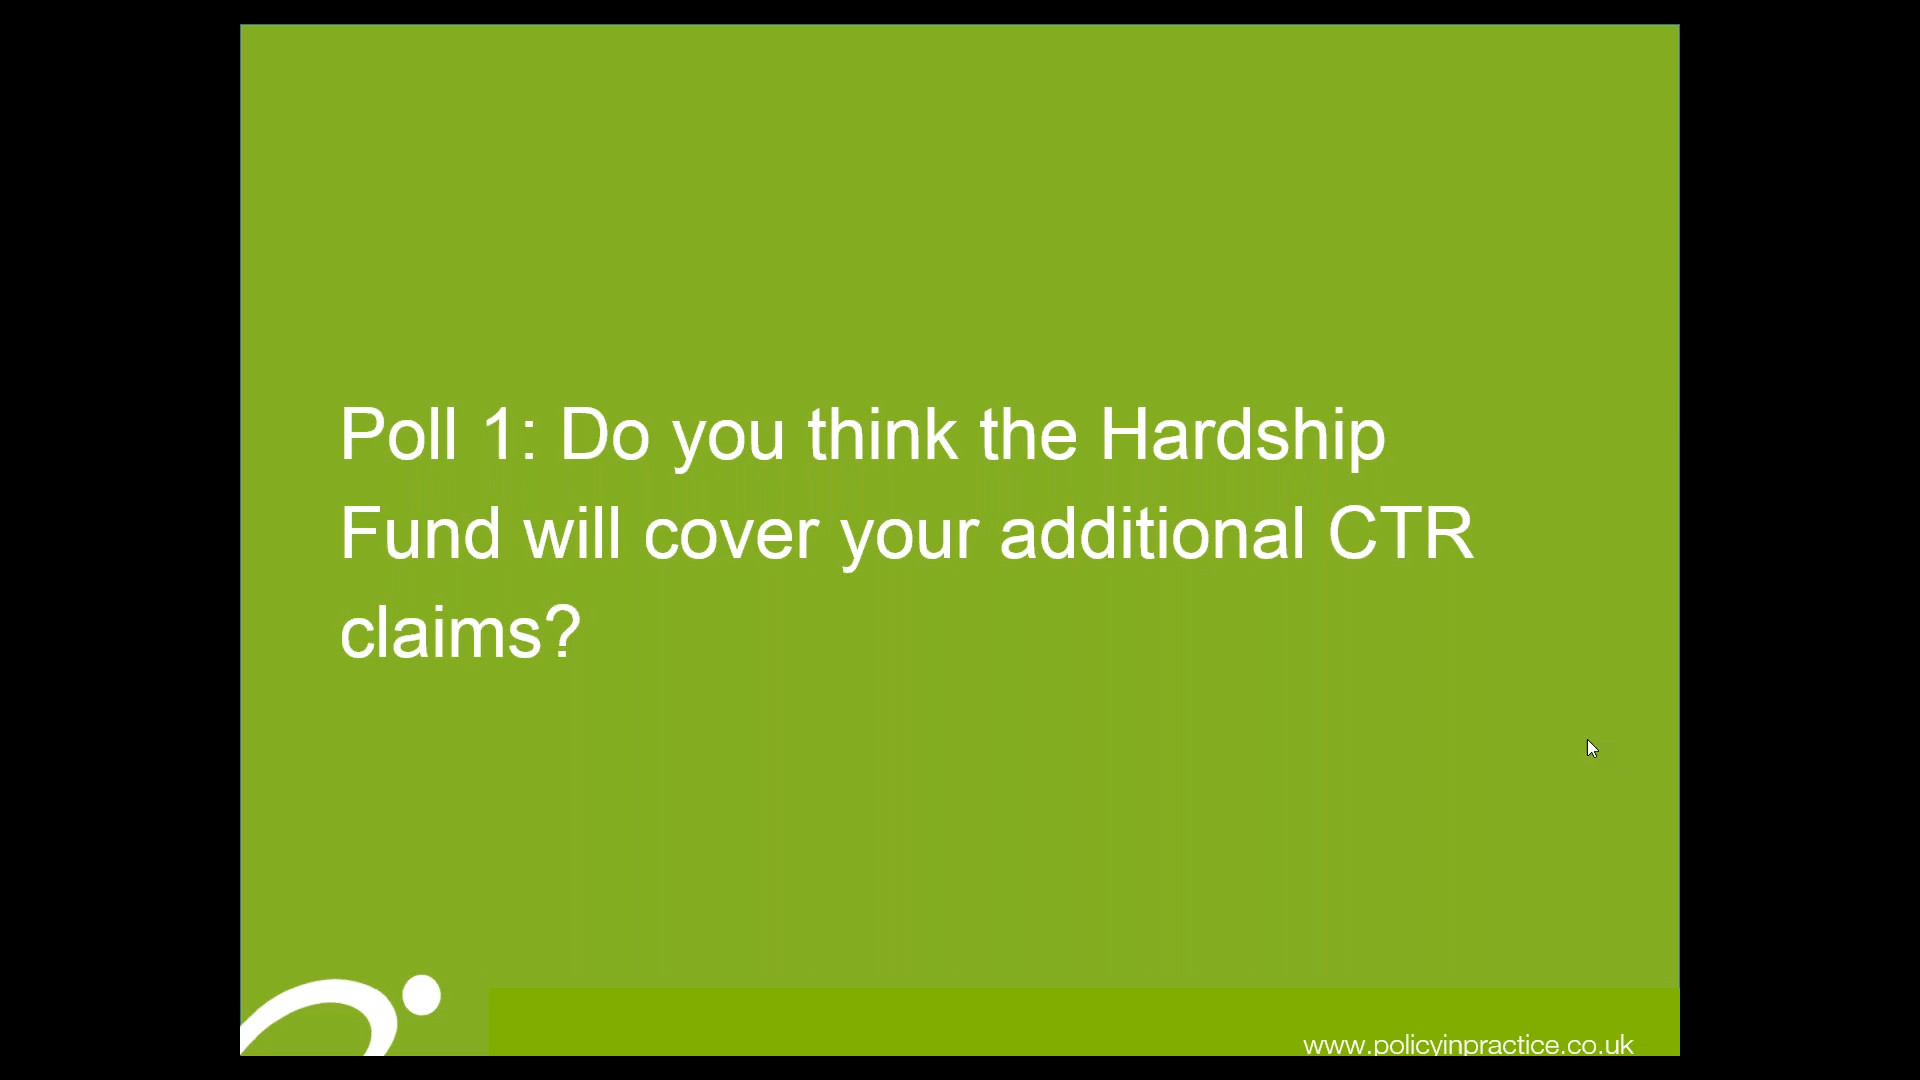 Poll 1: Do you think the Hardship
Fund will cover your additional CTR
claims?
www.policyinpractice.co.uk